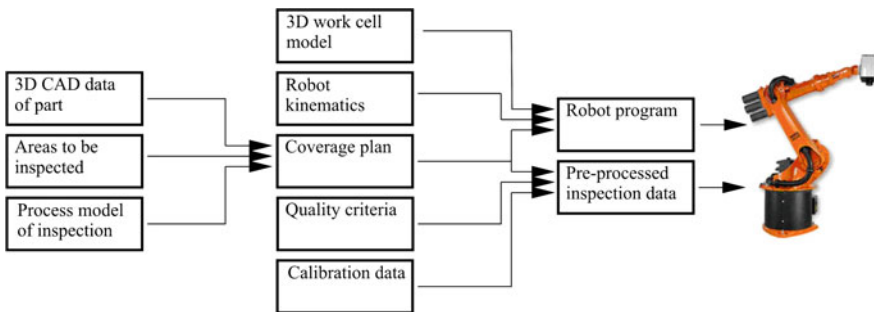 3D CAD data
of part
Areas to be
inspected
Process model
of inspection
3D work cell
model
Robot
kinematics
Coverage plan
Quality criteria
Calibration data
Robot program
Pre-processed
inspection data